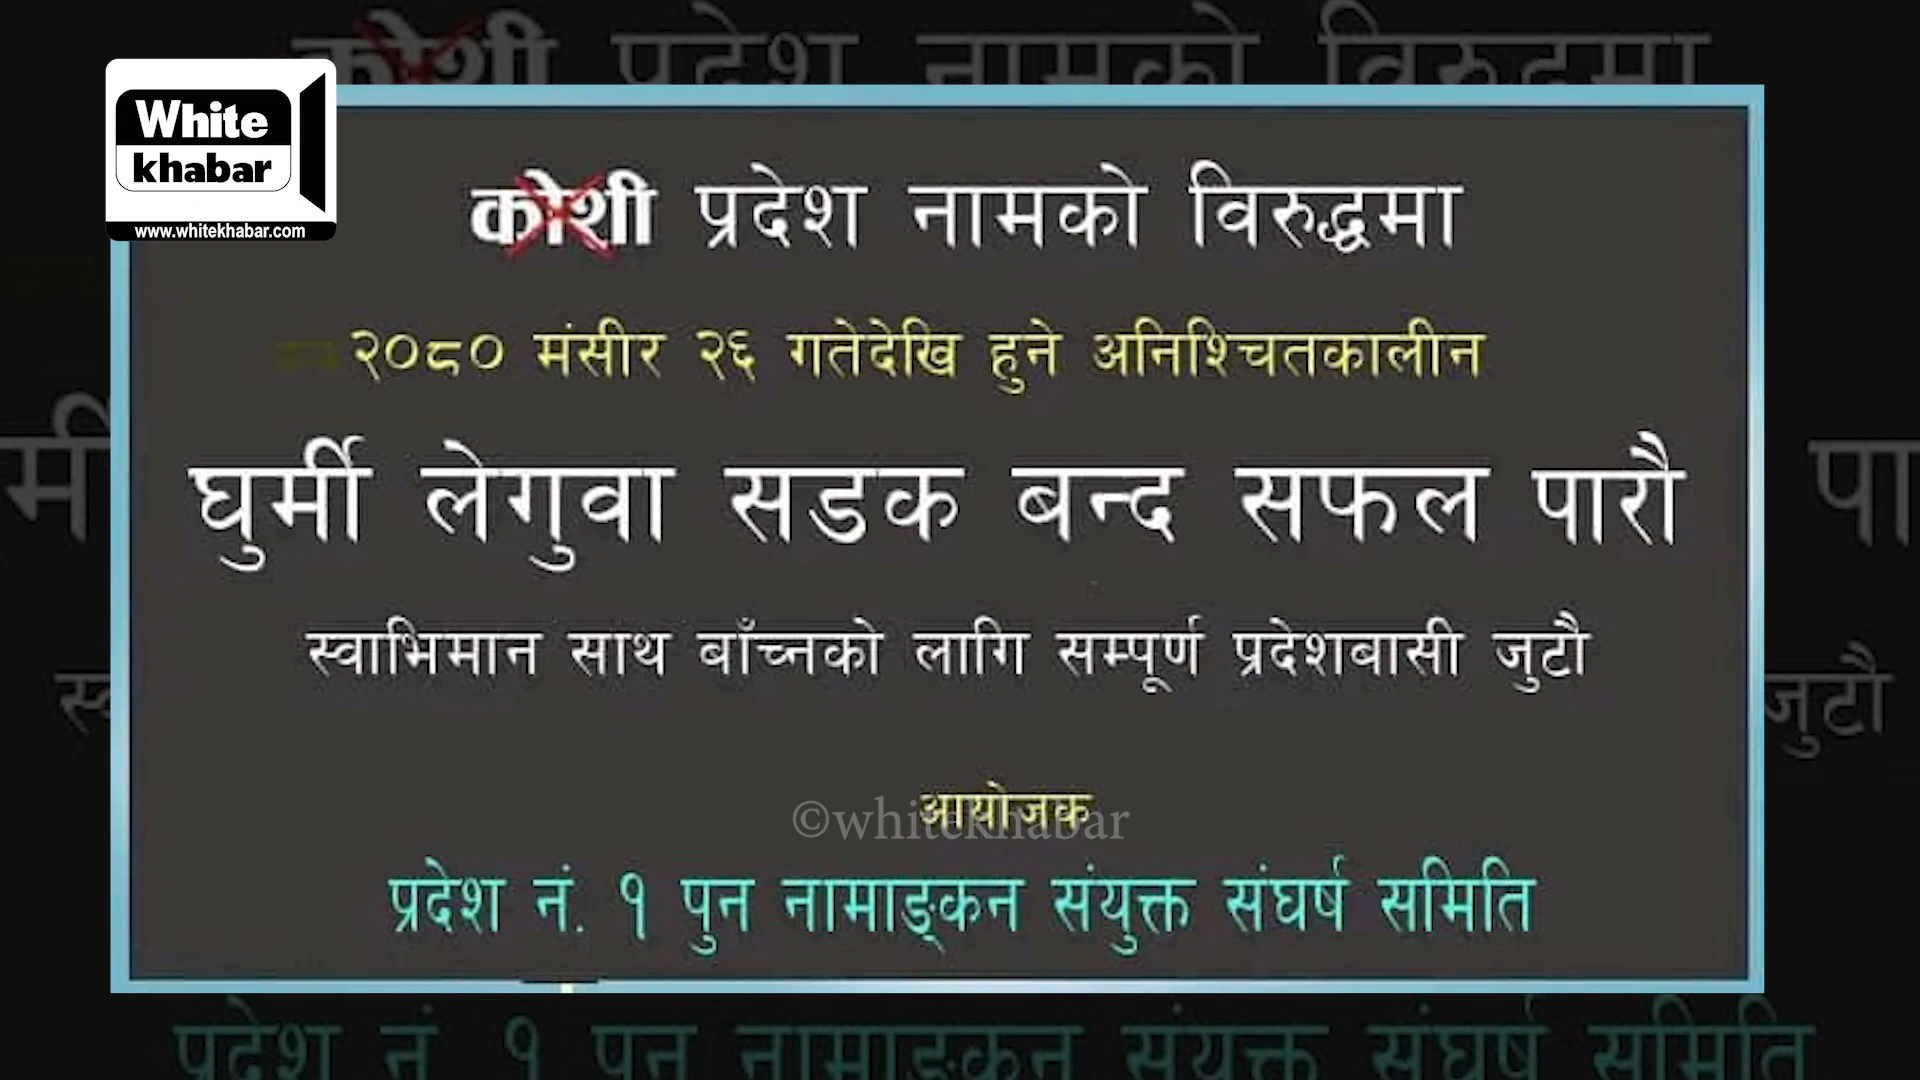 White
khabar
www.whitekhabar.com
कोशी प्रदेश नामको विरुद्धमा
२०८० मंसीर २६ गतेदेखि हुने अनिश्चितकालीन
घुर्मी लेगुवा सडक बन्द सफल पारौ
स्वाभिमान साथ बाँच्नको लागि सम्पूर्ण प्रदेशबासी जुटौ
आयोजक
©whitekhabar
प्रदेश नं. १ पुन नामाङ्कन संयुक्त संघर्ष समिति